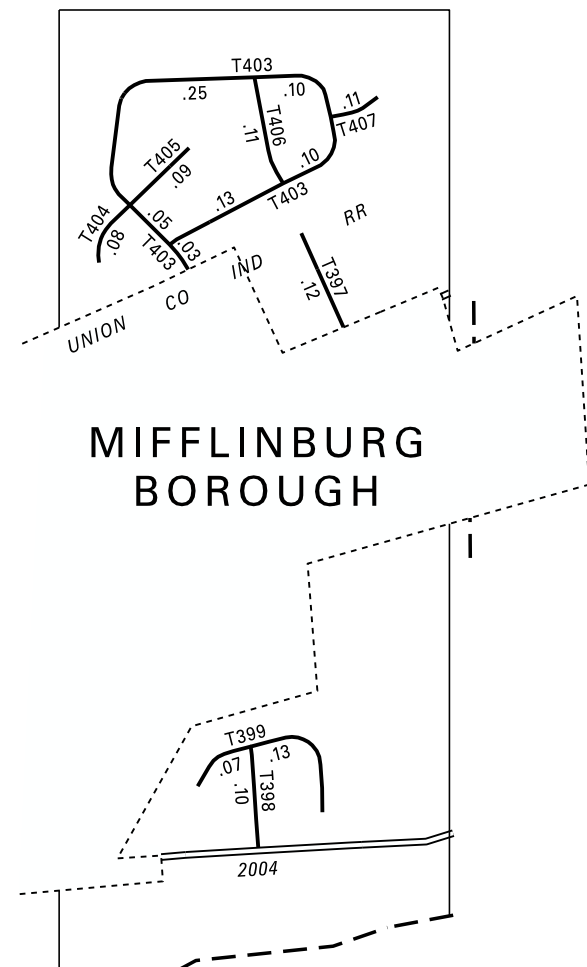 T403
.25
.10
.11
T407
T406
.11
T405
.09
.10
T403
.13
T404
.08
.05
T403
.03
RR
IND
CO
UNION
T397
.12
MIFFLINBURG
BOROUGH
T399
.07
.13
.10
T398
2004